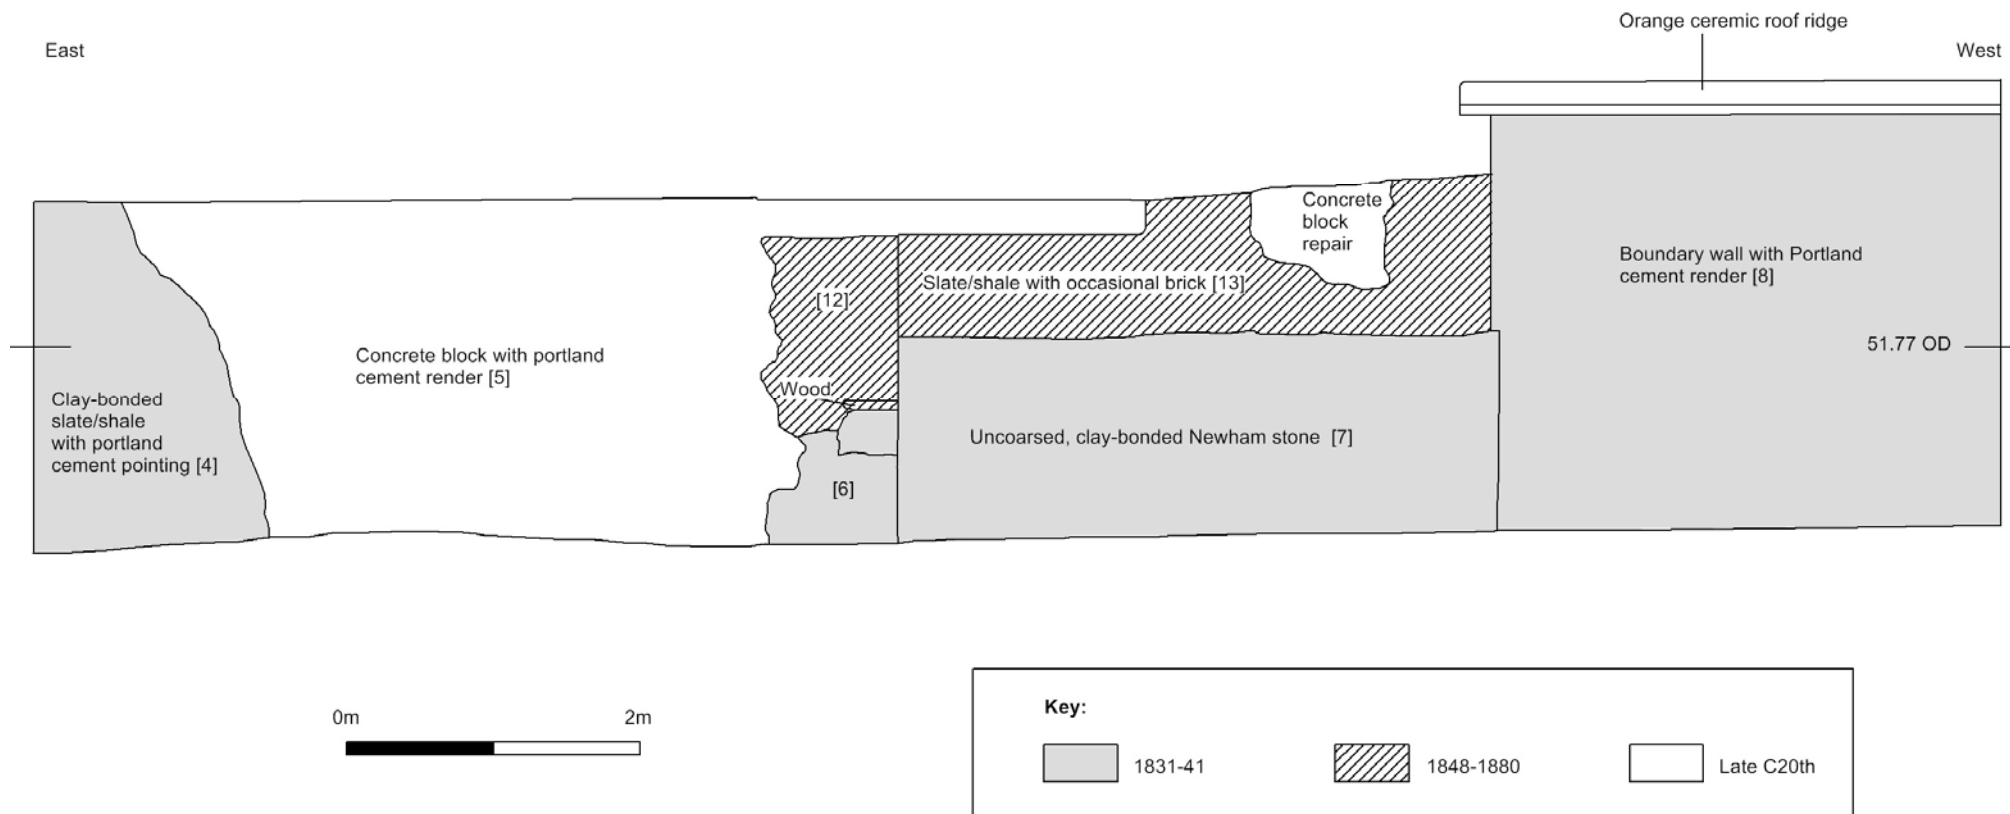 Orange ceremic roof ridge
East
West
Concrete
block
repair
Boundary wall with Portland
cement render [8]
Slate/shale with occasional brick [13]
[12]
51.77 OD
Concrete block with portland
cement render [5]
Wood
Clay-bonded
slate/shale
with portland
cement pointing [4]
Uncoarsed, clay-bonded Newham stone [7]
[6]
0m
2m
Key:
1831-41
1848-1880
Late C20th